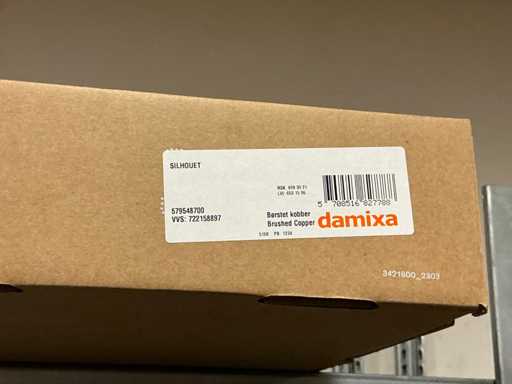 SILHOUET
579548700
VVS: 722158897
5 708516 827788
Børstet kobber
Brushed Copper
damixa
3421600_2303